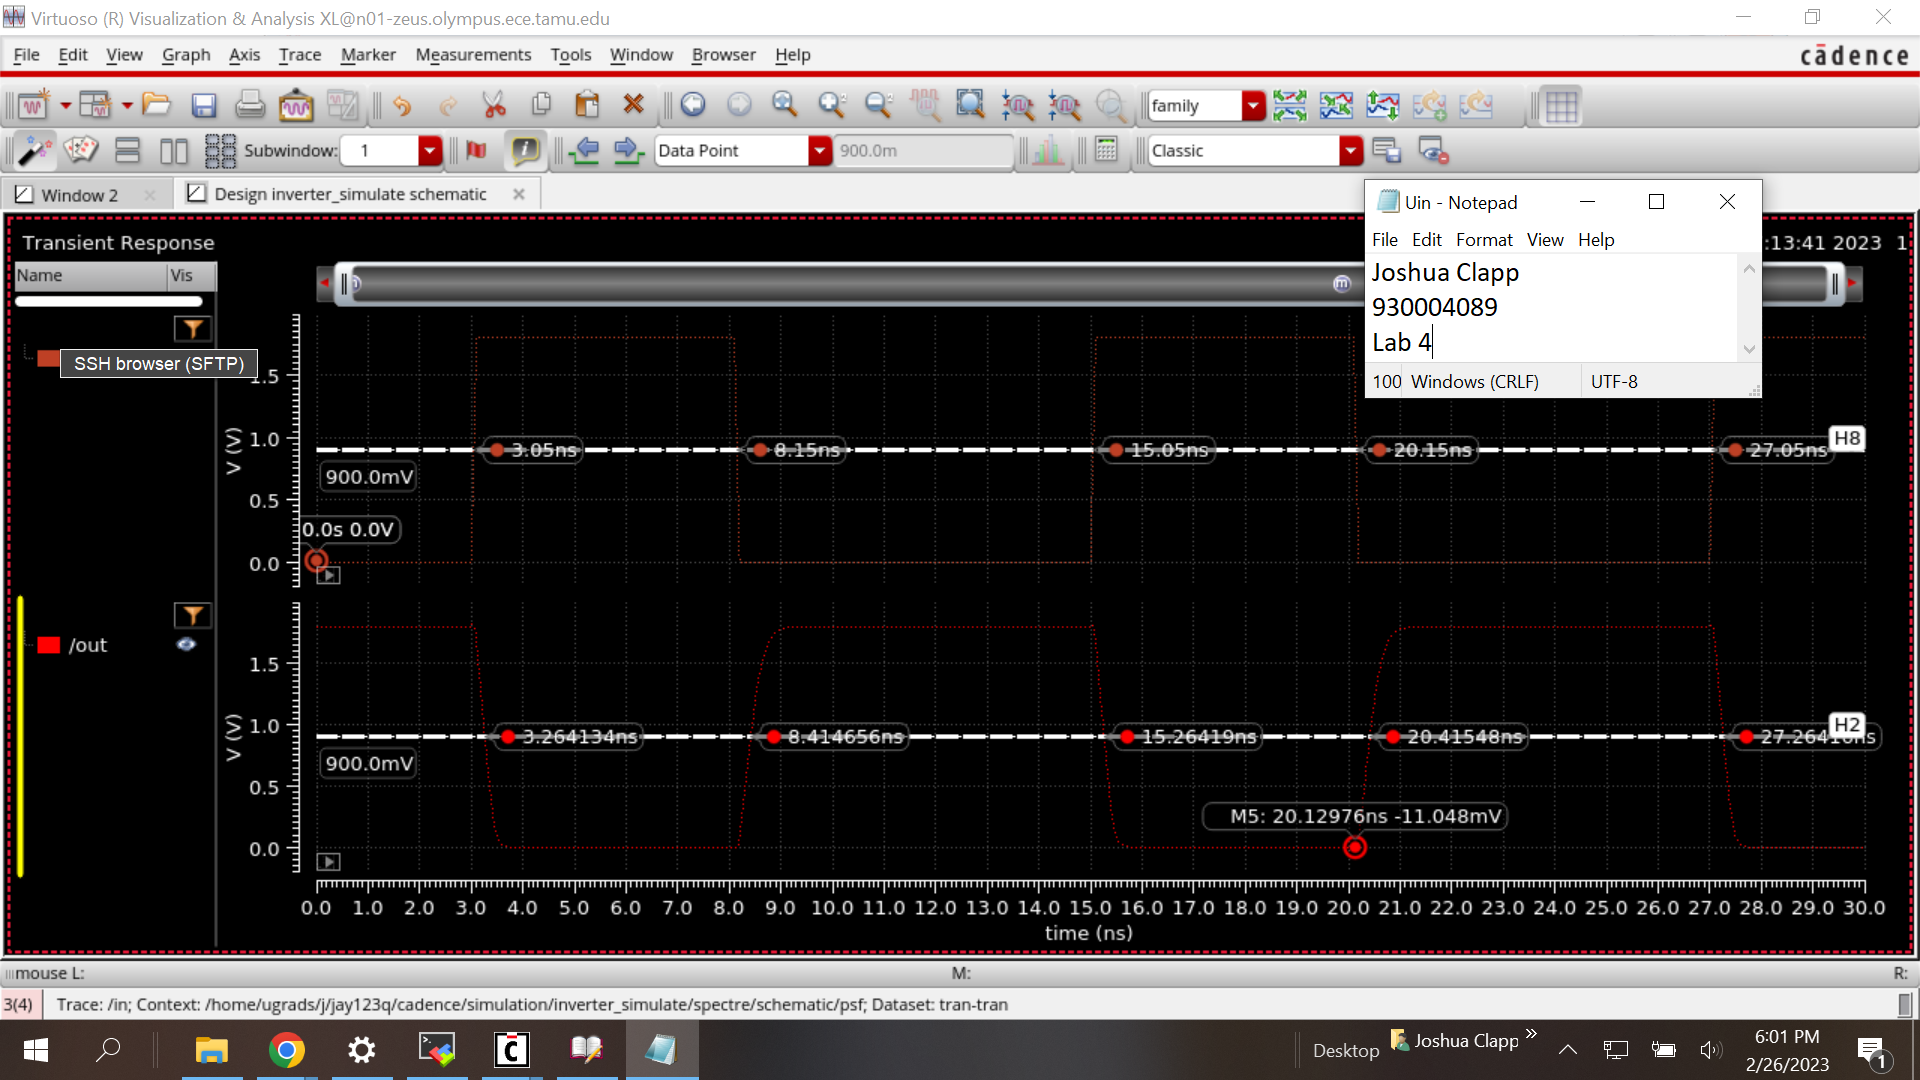 Virtuoso (R) Visualization & Analysis XL@n01-zeus.olympus.ece.tamu.edu
File Edit View Graph Axis Trace Marker Measurements Tools Window Browser Help
cādence
family
Subwindow: 1
Data Point
900.0m
Classic
Window 2
Design inverter_simulate schematic
Uin - Notepad
File Edit Format View Help
Joshua Clapp
930004089
Lab 4
100 Windows (CRLF) UTF-8
Transient Response
:13:41 2023 1
Name Vis
SSH browser (SFTP)
1.5
1.0
0.5
0.0
V (V)
3.05ns 8.15ns 15.05ns 20.15ns 27.05ns
H8
900.0mV
0.0s 0.0V
/out
1.5
1.0
0.5
0.0
V (V)
3.264134ns 8.414656ns 15.26419ns 20.41548ns
H2
900.0mV
M5: 20.12976ns -11.048mV
0.0 1.0 2.0 3.0 4.0 5.0 6.0 7.0 8.0 9.0 10.0 11.0 12.0 13.0 14.0 15.0 16.0 17.0 18.0 19.0 20.0 21.0 22.0 23.0 24.0 25.0 26.0 27.0 28.0 29.0 30.0
time (ns)
mouse L: M: R:
3(4) Trace: /in; Context: /home/ugrads/j/jay123q/cadence/simulation/inverter_simulate/spectre/schematic/psf; Dataset: tran-tran
Desktop
Joshua Clapp
6:01 PM
2/26/2023
1